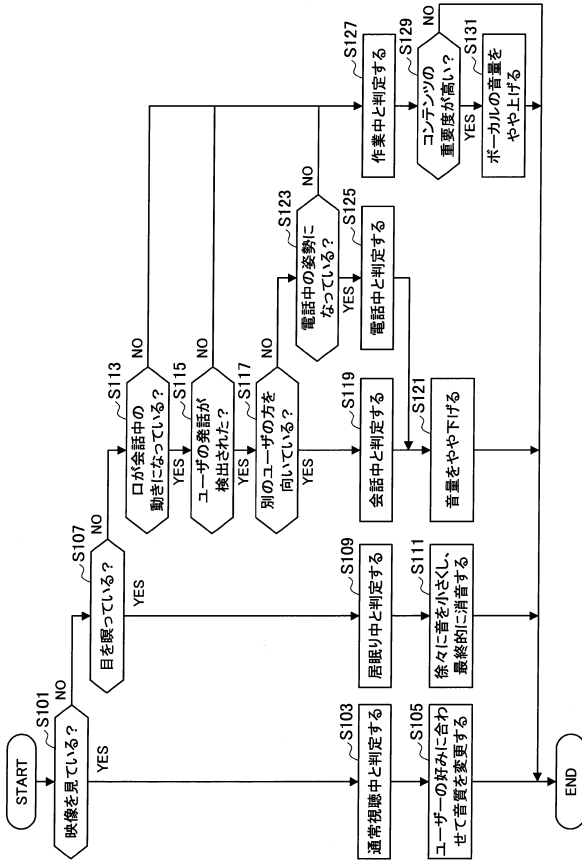 START
S101
映像を見ている?
YES
NO
S103
通常視聴中と判定する
S105
ユーザーの好みに合わ
せて音質を変更する
S107
目を瞑っている?
YES
NO
S109
居眠り中と判定する
S111
徐々に音を小さくし、
最終的に消音する
S113
口が会話中の
動きになっている?
YES
NO
S115
ユーザの発話が
検出された?
YES
NO
S117
別のユーザの方を
向いている?
YES
NO
S119
会話中と判定する
S121
音量をやや下げる
S123
電話中の姿勢に
なっている?
YES
NO
S125
電話中と判定する
S127
作業中と判定する
S129
コンテンツの
重要度が高い?
YES
NO
S131
ボーカルの音量を
やや上げる
END